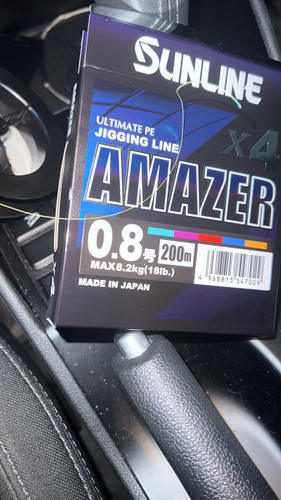 SUNLINE
X4
ULTIMATE PE
JIGGING LINE
AMAZER
0.8号 200m
MAX8.2kg(18lb.)
MADE IN JAPAN
4 968813 547029